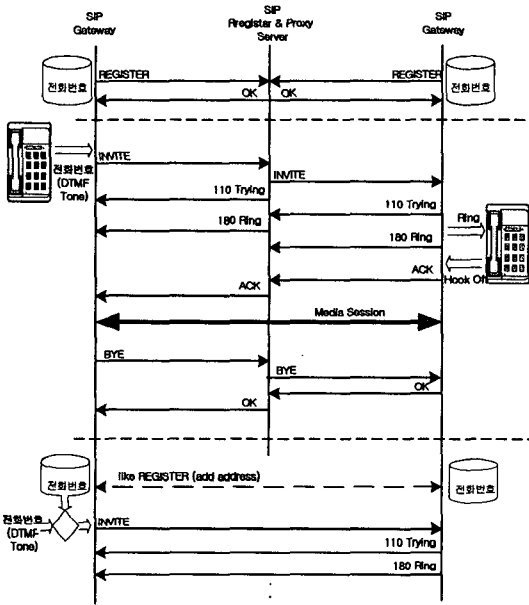 SIP
Gateway
SIP
Rregister & Proxy
Server
SIP
Gateway
전화번호
REGISTER
REGISTER
전화번호
OK
OK
전화번호
(DTMF
Tone)
INVITE
INVITE
110 Trying
110 Trying
180 Ring
Ring
180 Ring
ACK
Hook Off
ACK
Media Session
BYE
BYE
OK
OK
전화번호
like REGISTER (add address)
전화번호
전화번호
(DTMF
Tone)
INVITE
110 Trying
180 Ring